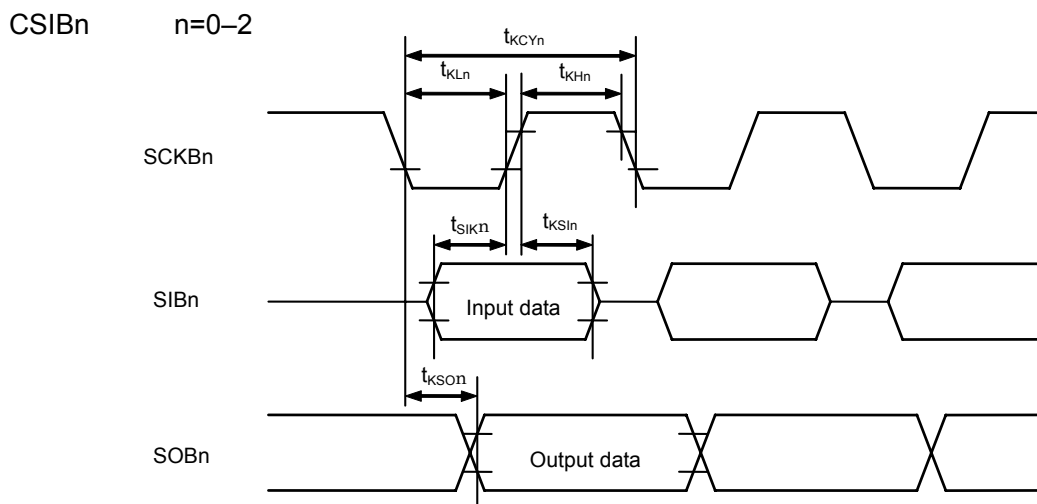 CSIBn n=0–2
tKCYn
tKLn tKHn
SCKBn
tSIKn tKSIn
SIBn
Input data
tKSOn
SOBn
Output data